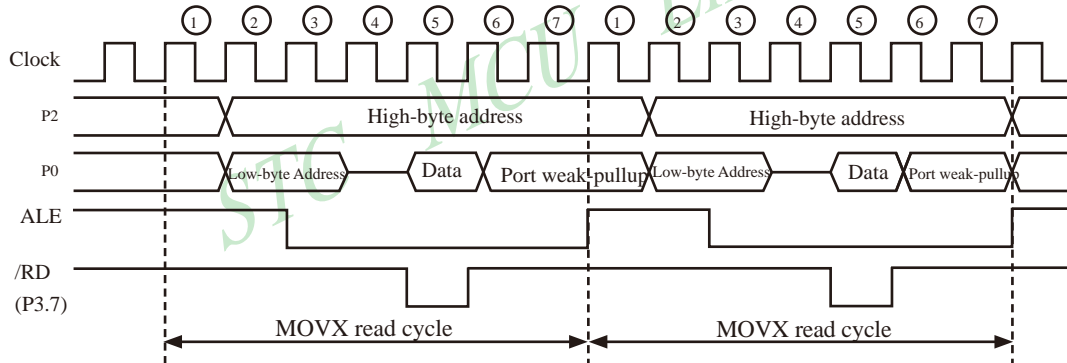 ① ② ③ ④ ⑤ ⑥ ⑦ ① ② ③ ④ ⑤ ⑥ ⑦
Clock
P2 High-byte address High-byte address
P0 Low-byte Address Data Port weak-pullup Low-byte Address Data Port weak-pullup
ALE
/RD
(P3.7)
MOVX read cycle MOVX read cycle
STC MCU